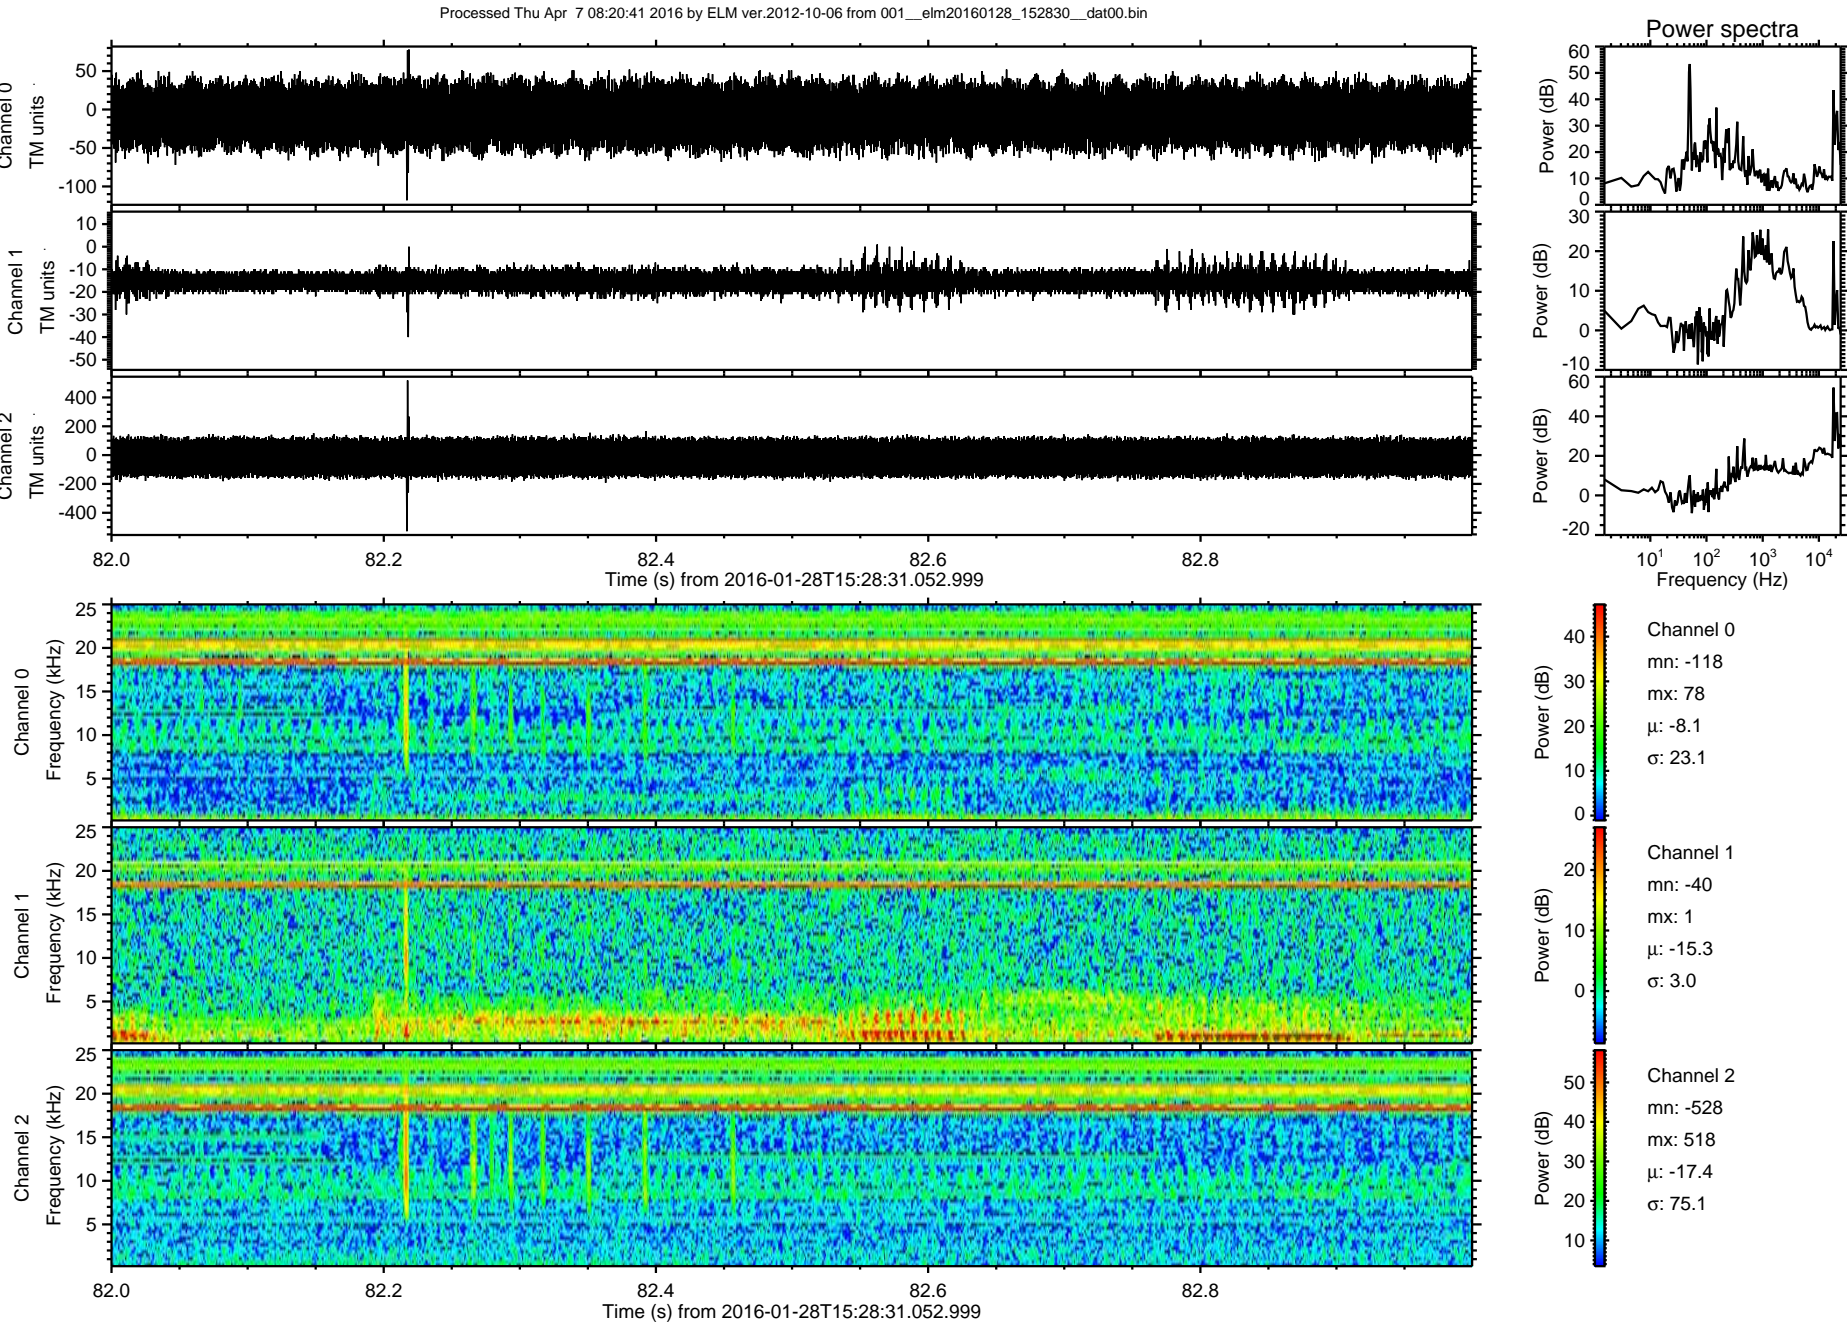 Processed Thu Apr  7 08:20:41 2016 by ELM ver.2012-10-06 from 001__elm20160128_152830__dat00.bin
Power spectra
Channel 0
TM units
50
0
-50
-100
Power (dB)
60
50
40
30
20
10
0
Channel 1
TM units
10
0
-10
-20
-30
-40
-50
Power (dB)
30
20
10
0
-10
Channel 2
TM units
400
200
0
-200
-400
Power (dB)
60
40
20
0
-20
82.0 82.2 82.4 82.6 82.8
Time (s) from 2016-01-28T15:28:31.052.999
10¹ 10² 10³ 10⁴
Frequency (Hz)
Channel 0
Frequency (kHz)
25
20
15
10
5
Power (dB)
40
30
20
10
0
Channel 0
mn: -118
mx: 78
μ: -8.1
σ: 23.1
Channel 1
Frequency (kHz)
25
20
15
10
5
Power (dB)
20
10
0
Channel 1
mn: -40
mx: 1
μ: -15.3
σ: 3.0
Channel 2
Frequency (kHz)
25
20
15
10
5
Power (dB)
50
40
30
20
10
Channel 2
mn: -528
mx: 518
μ: -17.4
σ: 75.1
82.0 82.2 82.4 82.6 82.8
Time (s) from 2016-01-28T15:28:31.052.999